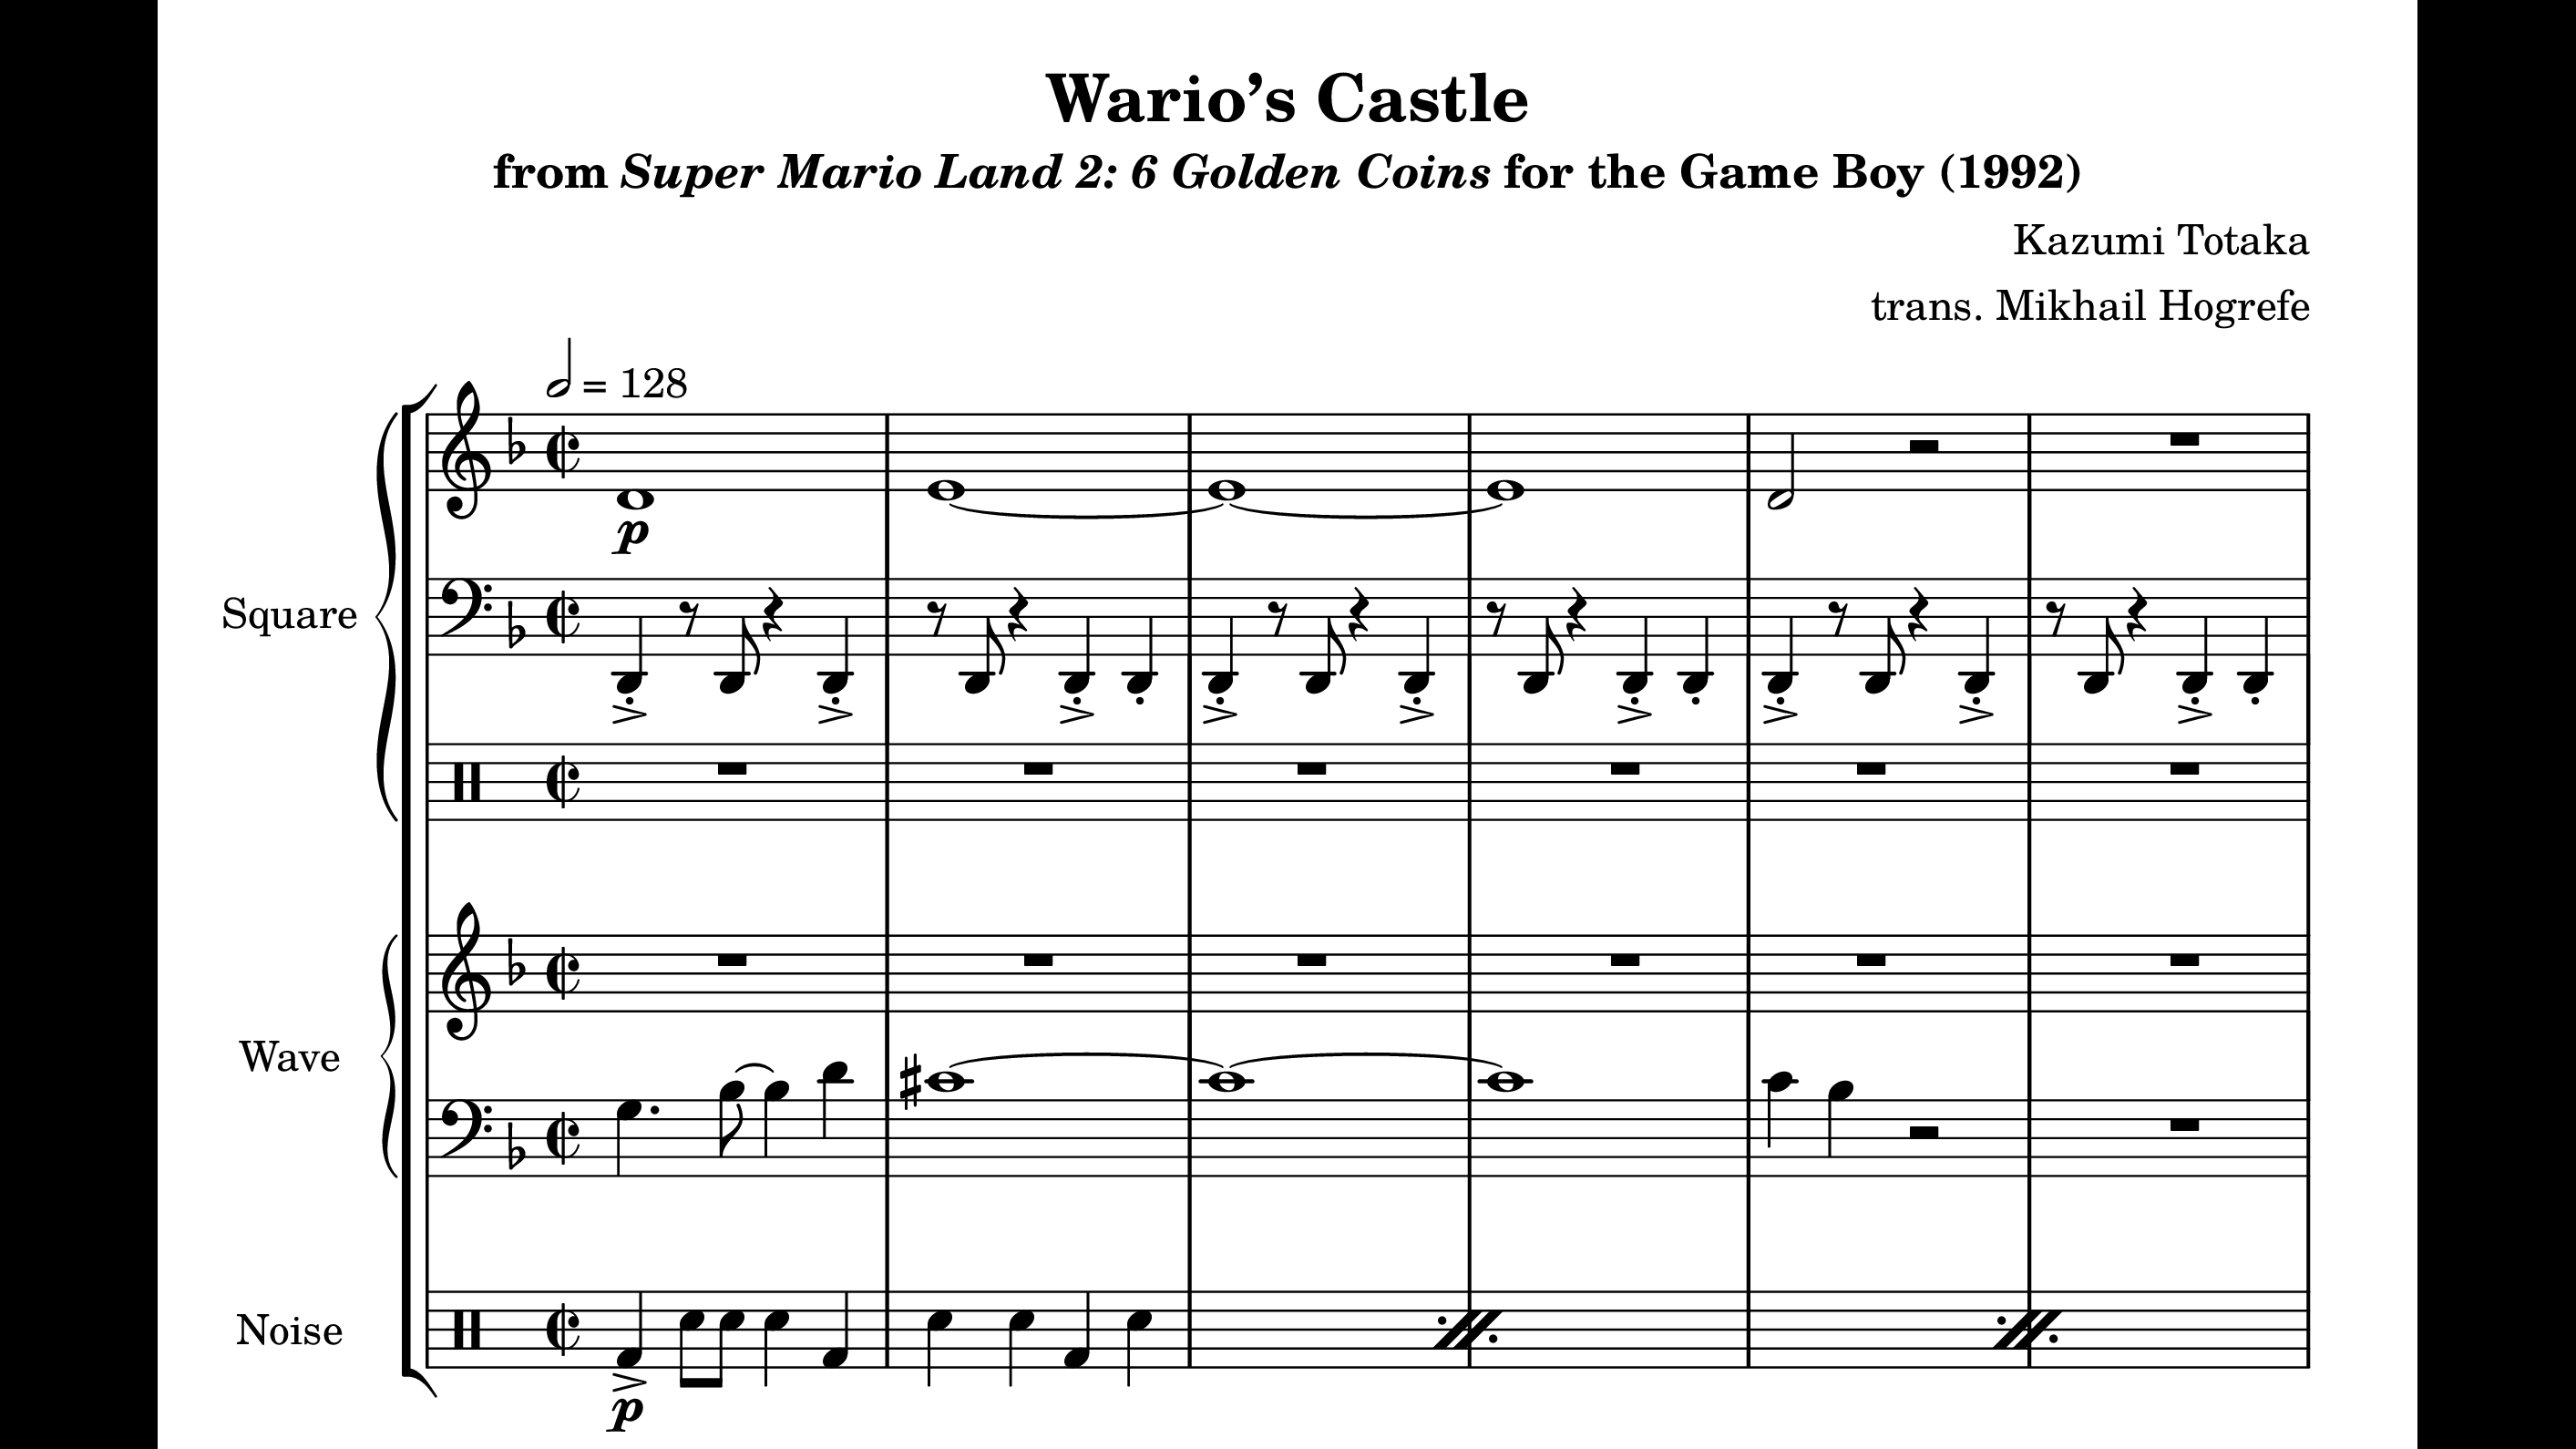 Wario’s Castle
from Super Mario Land 2: 6 Golden Coins for the Game Boy (1992)
Kazumi Totaka
trans. Mikhail Hogrefe
= 128
p
Square
Wave
Noise
p